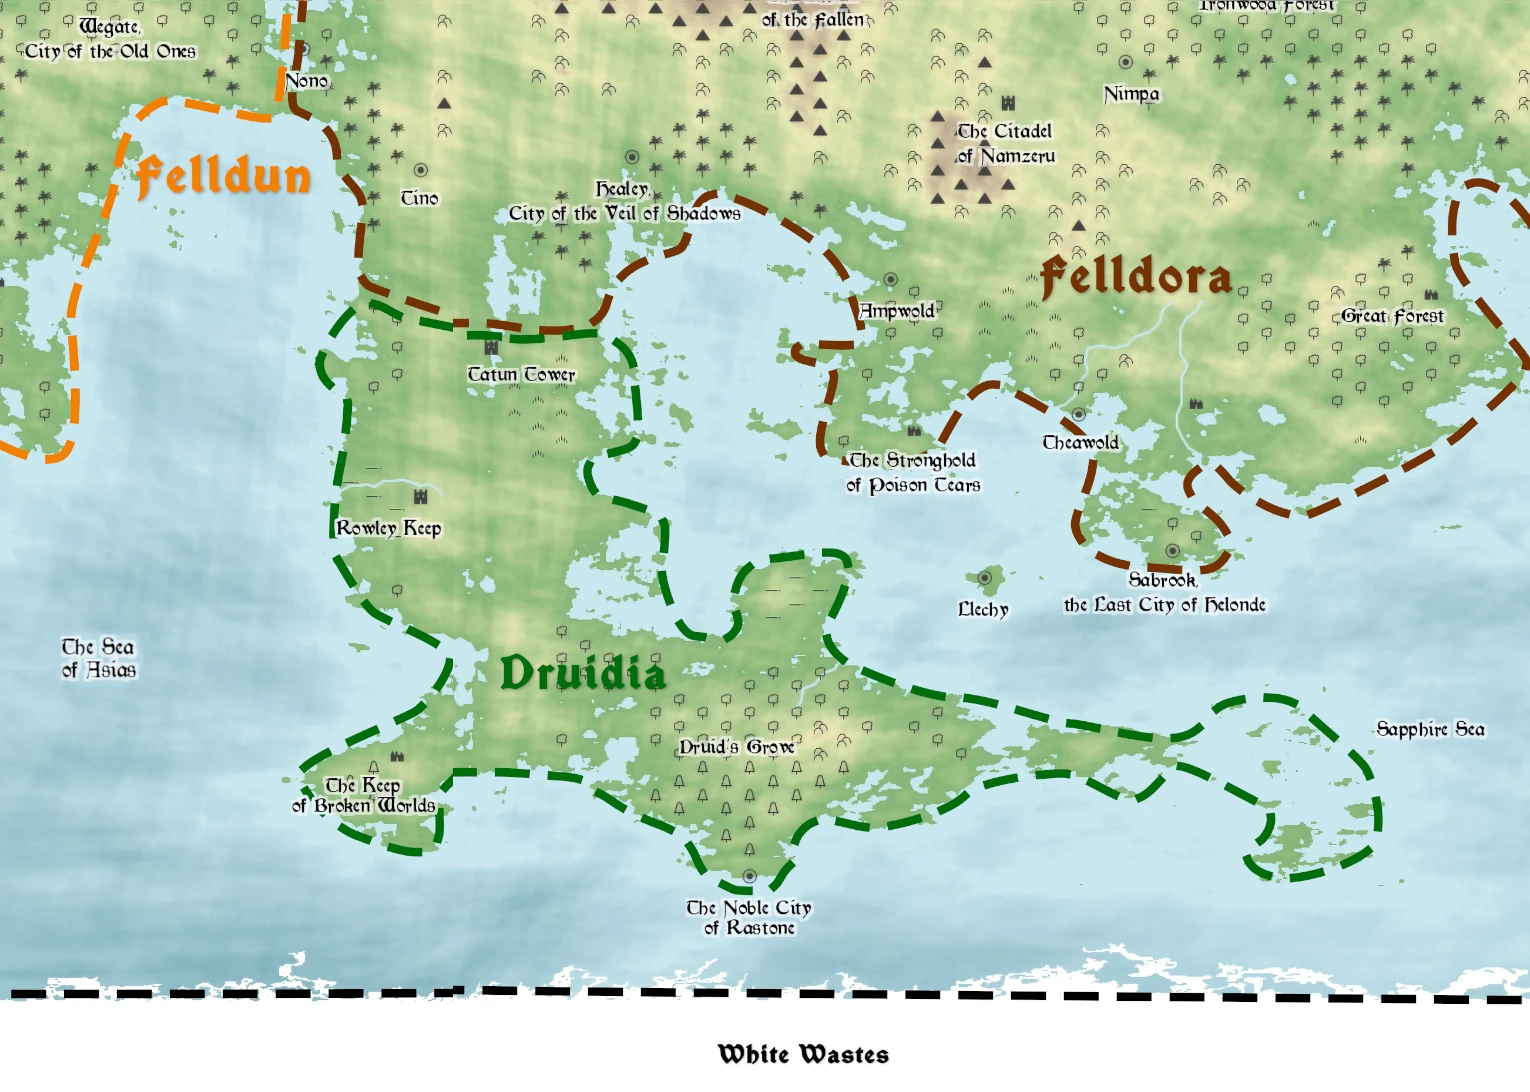 Ironwood Forest
of the Fallen
Wegate,
City of the Old Ones
Nono
Nimpa
The Citadel
of Namzeru
Felldun
Tino
Healey,
City of the Veil of Shadows
Felldora
Ampwold
Great Forest
Tatun Tower
Theawold
The Stronghold
of Poison Tears
Rowley Keep
Sabrook,
the Last City of Helonde
Llechy
The Sea
of Asias
Druidia
Sapphire Sea
Druid's Grove
The Keep
of Broken Worlds
The Noble City
of Rastone
White Wastes